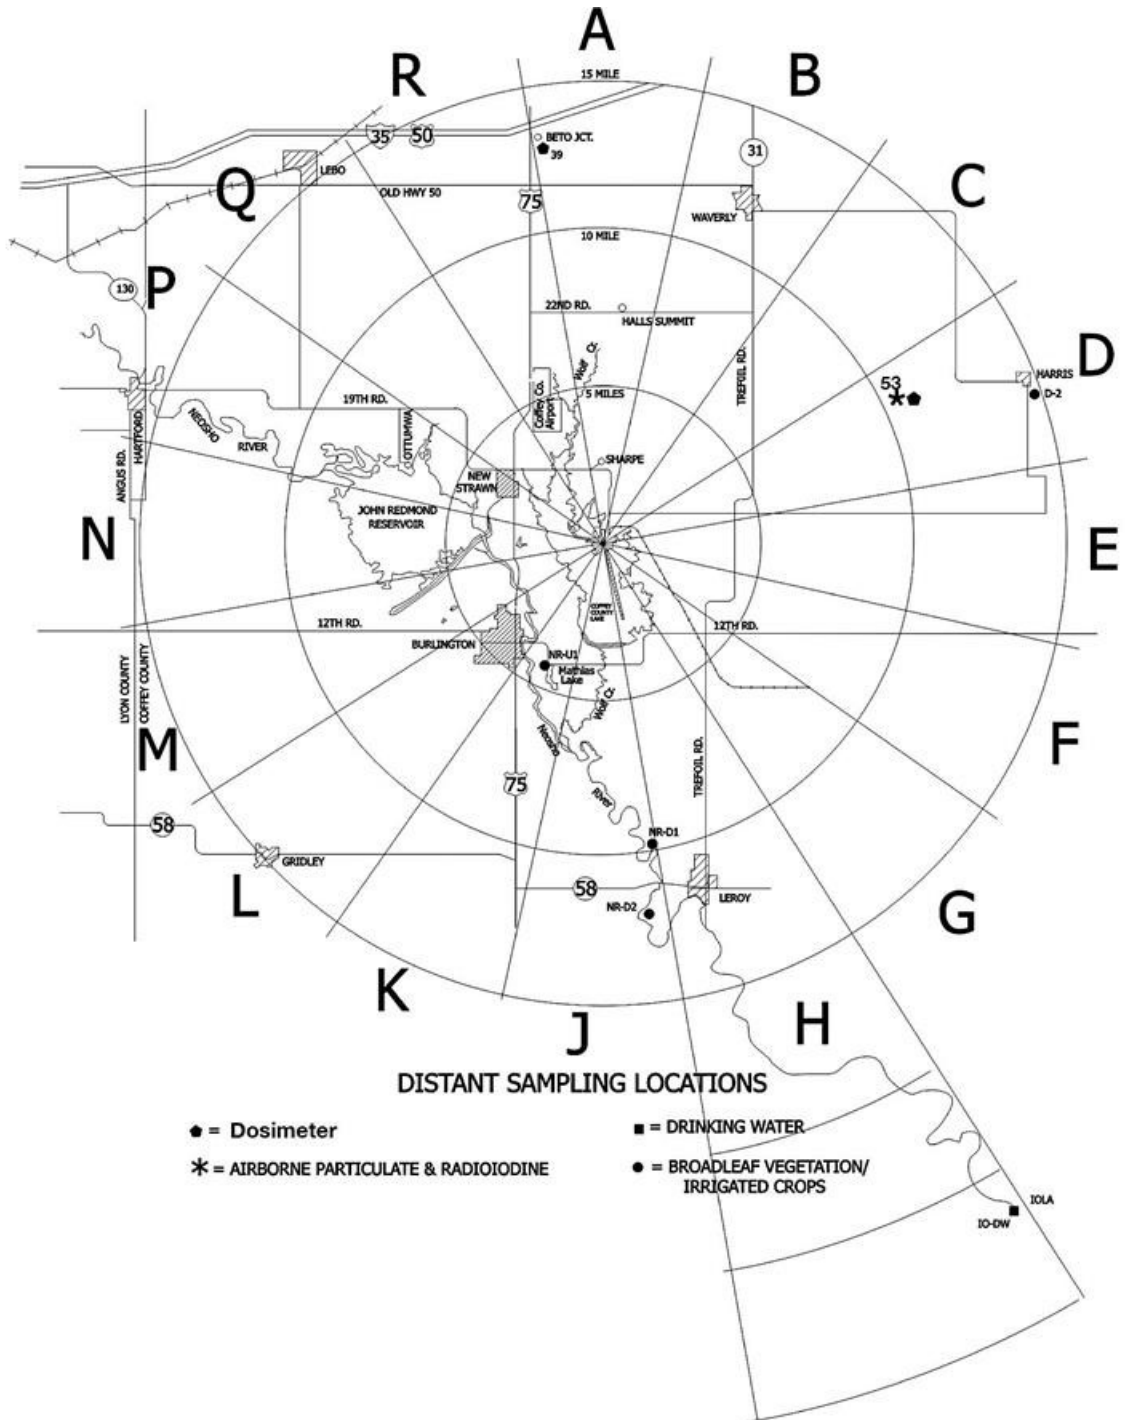 A
R
15 MILE
B
BETO JCT.
35
50
39
31
LEBO
C
Q
OLD HWY 50
75
WAVERLY
10 MILE
P
130
22ND RD.
HALLS SUMMIT
Wolf Cr.
D
TREFOIL RD.
53
HARRIS
D-2
5 MILES
Coffey Co.
Airport
19TH RD.
NEOSHO
RIVER
HARTFORD
OTTUMWA
SHARPE
ANGUS RD.
NEW
STRAWN
JOHN REDMOND
RESERVOIR
N
E
COFFEY
COUNTY
LAKE
12TH RD.
12TH RD.
BURLINGTON
NR-U1
Mathias
Lake
LYON COUNTY
COFFEY COUNTY
Wolf Cr.
Neosho
River
M
F
TREFOIL RD.
75
58
NR-D1
GRIDLEY
58
LEROY
L
NR-D2
G
K
H
J
DISTANT SAMPLING LOCATIONS
= Dosimeter
= DRINKING WATER
= AIRBORNE PARTICULATE & RADIOIODINE
= BROADLEAF VEGETATION/
IRRIGATED CROPS
IOLA
IO-DW